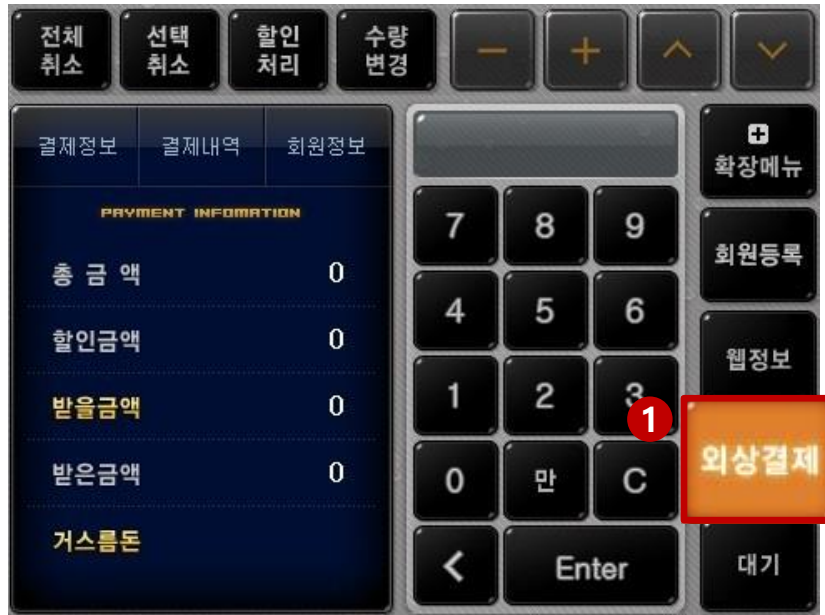 전체
취소
선택
취소
할인
처리
수량
변경
－
＋
결제정보
결제내역
회원정보
PAYMENT INFOMATION
총 금 액 0
할인금액 0
받을금액 0
받은금액 0
거스름돈
7 8 9
4 5 6
1 2 3
0 만 C
Enter
확장메뉴
회원등록
웹정보
1
외상결제
대기